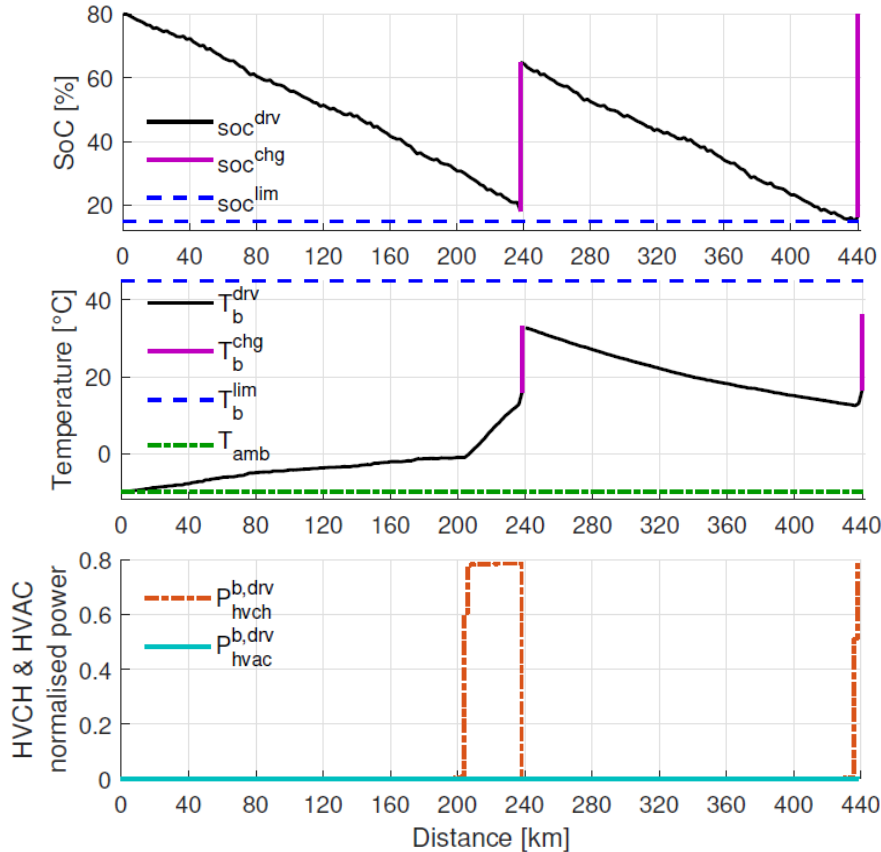 80
60
40
20
SoC [%]
soc^drv
soc^chg
soc^lim
0 40 80 120 160 200 240 280 320 360 400 440
40
20
0
Temperature [°C]
T_b^drv
T_b^chg
T_b^lim
T_amb
0 40 80 120 160 200 240 280 320 360 400 440
0.8
0.6
0.4
0.2
0
HVCH & HVAC
normalised power
P_hvch^b,drv
P_hvac^b,drv
0 40 80 120 160 200 240 280 320 360 400 440
Distance [km]